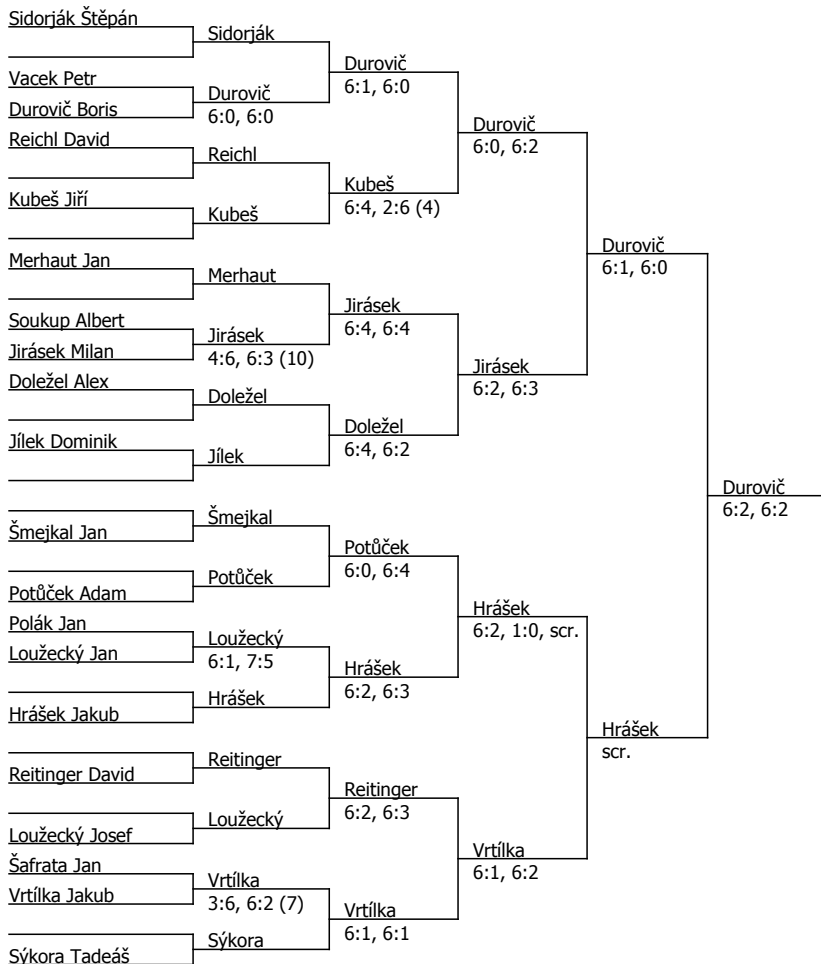 Sidorják Štěpán
Vacek Petr
Durovič Boris
Reichl David
Kubeš Jiří
Merhaut Jan
Soukup Albert
Jirásek Milan
Doležel Alex
Jílek Dominik
Šmejkal Jan
Potůček Adam
Polák Jan
Loužecký Jan
Hrášek Jakub
Reitinger David
Loužecký Josef
Šafrata Jan
Vrtílka Jakub
Sýkora Tadeáš
Sidorják
Durovič
6:0, 6:0
Reichl
Kubeš
Merhaut
Jirásek
4:6, 6:3 (10)
Doležel
Jílek
Šmejkal
Potůček
Loužecký
6:1, 7:5
Hrášek
Reitinger
Loužecký
Vrtílka
3:6, 6:2 (7)
Sýkora
Durovič
6:1, 6:0
Kubeš
6:4, 2:6 (4)
Jirásek
6:4, 6:4
Doležel
6:4, 6:2
Potůček
6:0, 6:4
Hrášek
6:2, 6:3
Reitinger
6:2, 6:3
Vrtílka
6:1, 6:1
Durovič
6:0, 6:2
Jirásek
6:2, 6:3
Hrášek
6:2, 1:0, scr.
Vrtílka
6:1, 6:2
Durovič
6:1, 6:0
Hrášek
scr.
Durovič
6:2, 6:2